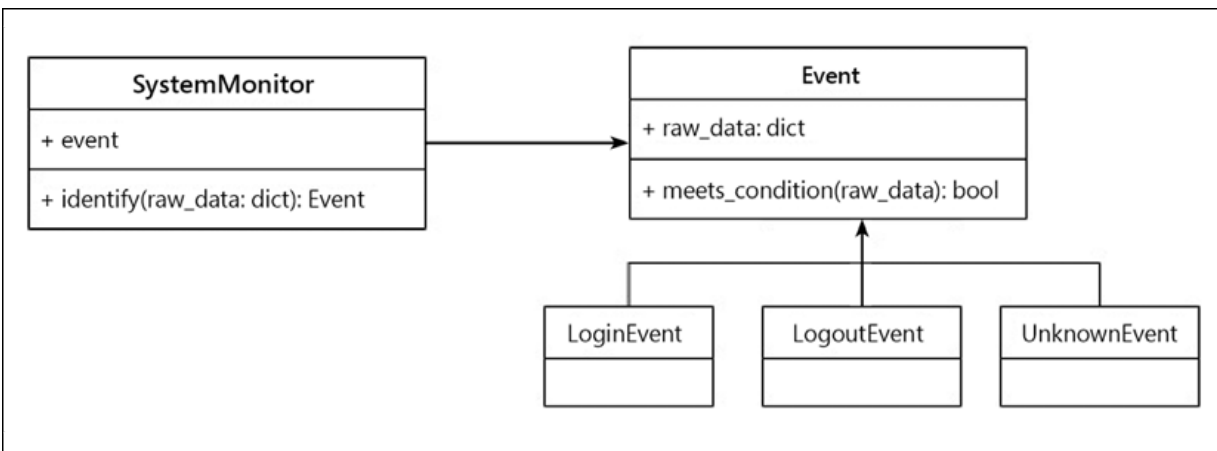 SystemMonitor
+ event
+ identify(raw_data: dict): Event
Event
+ raw_data: dict
+ meets_condition(raw_data): bool
LoginEvent
LogoutEvent
UnknownEvent